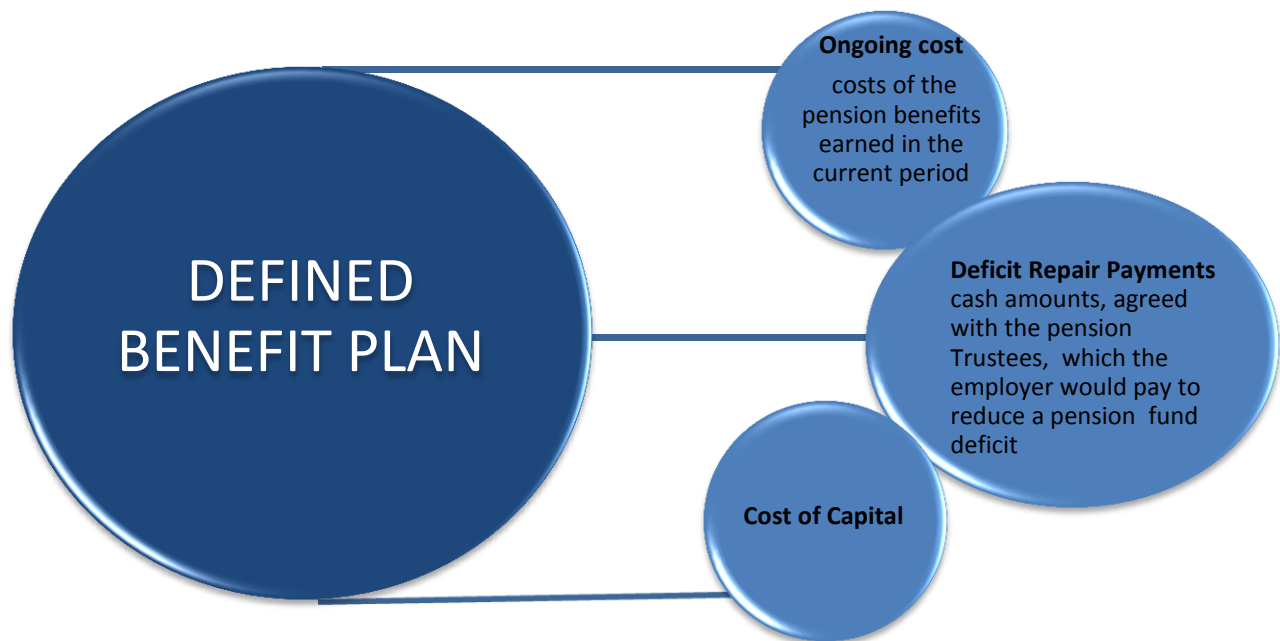 DEFINED
BENEFIT PLAN
Ongoing cost
costs of the
pension benefits
earned in the
current period
Deficit Repair Payments
cash amounts, agreed
with the pension
Trustees, which the
employer would pay to
reduce a pension fund
deficit
Cost of Capital